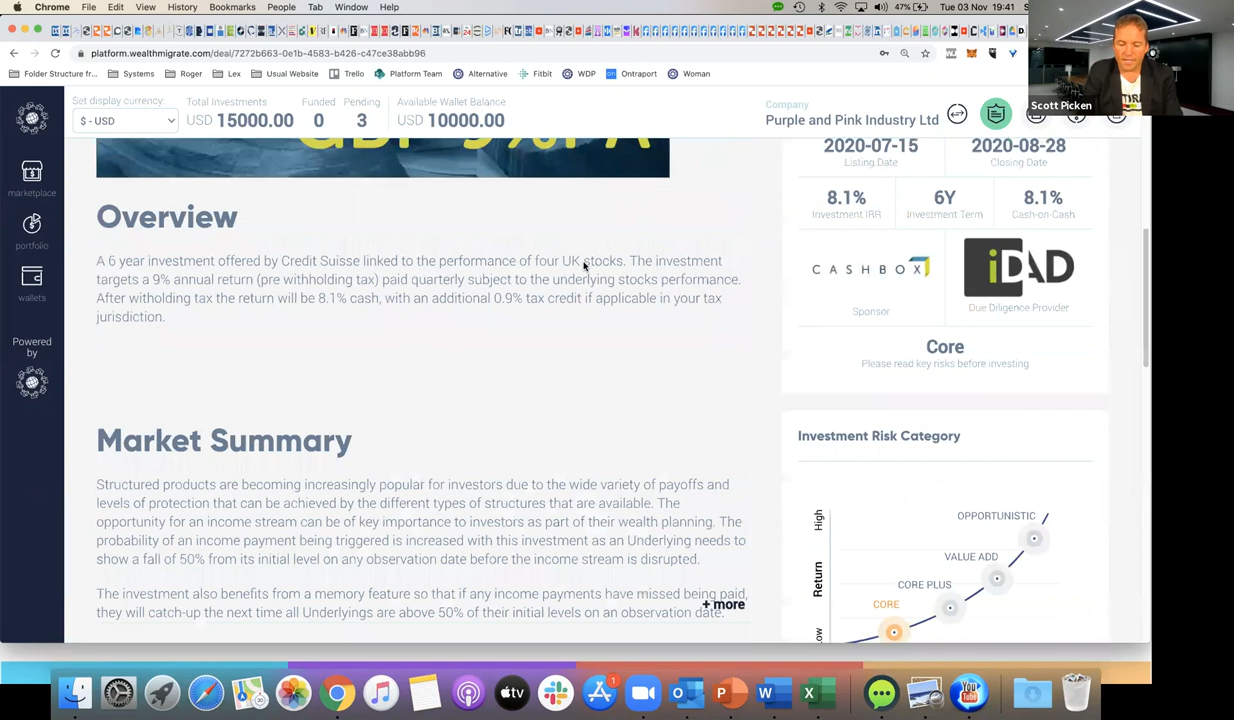 Chrome File Edit View History Bookmarks People Tab Window Help 47% Tue 03 Nov 19:41
platform.wealthmigrate.com/deal/7272b663-0e1b-4583-b426-c47ce38abb96
Folder Structure fr... Systems Roger Lex Usual Website Trello Platform Team Alternative Fitbit WDP Ontraport Woman
Scott Picken
Set display currency: Total Investments Funded Pending Available Wallet Balance Company
$ - USD USD 15000.00 0 3 USD 10000.00 Purple and Pink Industry Ltd
marketplace
portfolio
wallets
Powered
by
2020-07-15 2020-08-28
Listing Date Closing Date
8.1% 6Y 8.1%
Investment IRR Investment Term Cash-on-Cash
CASHBOX iDAD
Sponsor Due Diligence Provider
Core
Please read key risks before investing
Overview
A 6 year investment offered by Credit Suisse linked to the performance of four UK stocks. The investment
targets a 9% annual return (pre withholding tax) paid quarterly subject to the underlying stocks performance.
After witholding tax the return will be 8.1% cash, with an additional 0.9% tax credit if applicable in your tax
jurisdiction.
Market Summary
Structured products are becoming increasingly popular for investors due to the wide variety of payoffs and
levels of protection that can be achieved by the different types of structures that are available. The
opportunity for an income stream can be of key importance to investors as part of their wealth planning. The
probability of an income payment being triggered is increased with this investment as an Underlying needs to
show a fall of 50% from its initial level on any observation date before the income stream is disrupted.
The investment also benefits from a memory feature so that if any income payments have missed being paid,
they will catch-up the next time all Underlyings are above 50% of their initial levels on an observation date.
+ more
Investment Risk Category
High
Return
OPPORTUNISTIC
VALUE ADD
CORE PLUS
CORE
tv
1